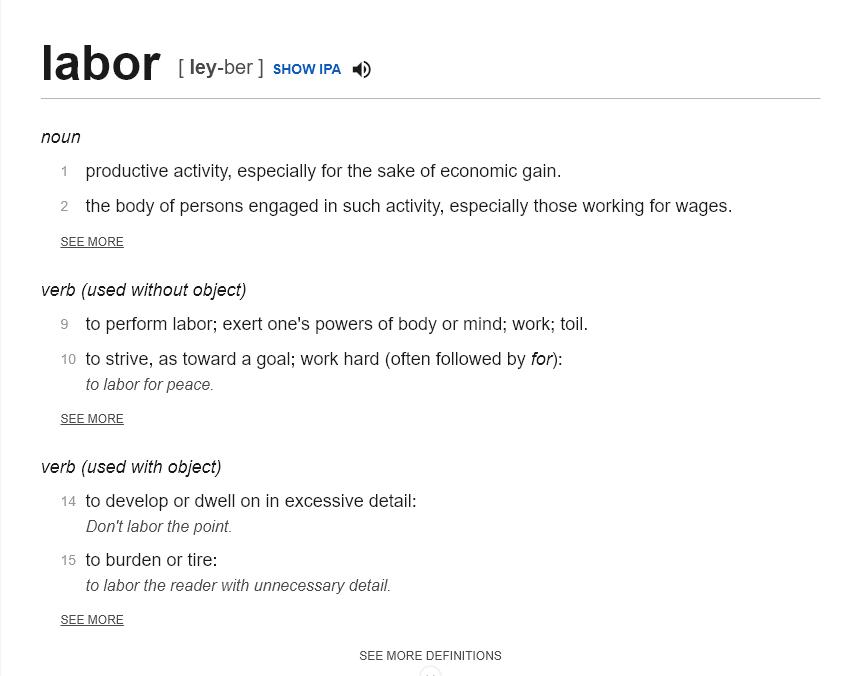 labor [ ley-ber ] SHOW IPA
noun
1 productive activity, especially for the sake of economic gain.
2 the body of persons engaged in such activity, especially those working for wages.
SEE MORE
verb (used without object)
9 to perform labor; exert one's powers of body or mind; work; toil.
10 to strive, as toward a goal; work hard (often followed by for):
to labor for peace.
SEE MORE
verb (used with object)
14 to develop or dwell on in excessive detail:
Don't labor the point.
15 to burden or tire:
to labor the reader with unnecessary detail.
SEE MORE
SEE MORE DEFINITIONS